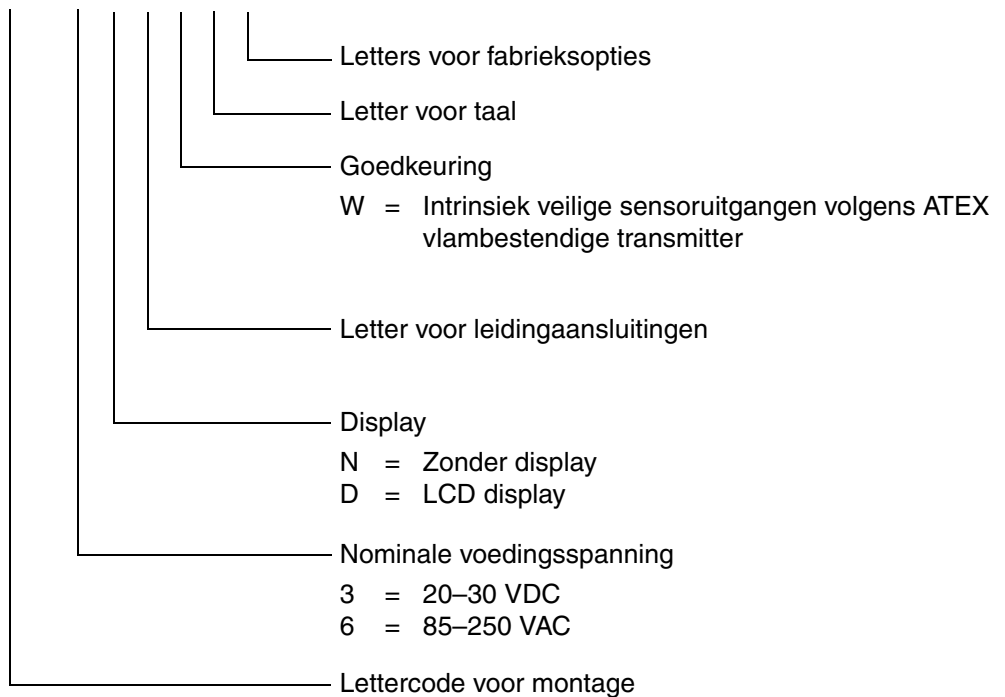 Letters voor fabrieksopties
Letter voor taal
Goedkeuring
W = Intrinsiek veilige sensoruitgangen volgens ATEX
vlambestendige transmitter
Letter voor leidingaansluitingen
Display
N = Zonder display
D = LCD display
Nominale voedingsspanning
3 = 20–30 VDC
6 = 85–250 VAC
Lettercode voor montage